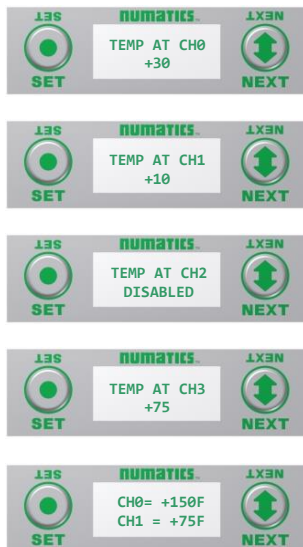 SET numatics NEXT
TEMP AT CH0
+30
SET NEXT
SET numatics NEXT
TEMP AT CH1
+10
SET NEXT
SET numatics NEXT
TEMP AT CH2
DISABLED
SET NEXT
SET numatics NEXT
TEMP AT CH3
+75
SET NEXT
SET numatics NEXT
CH0= +150F
CH1 = +75F
SET NEXT